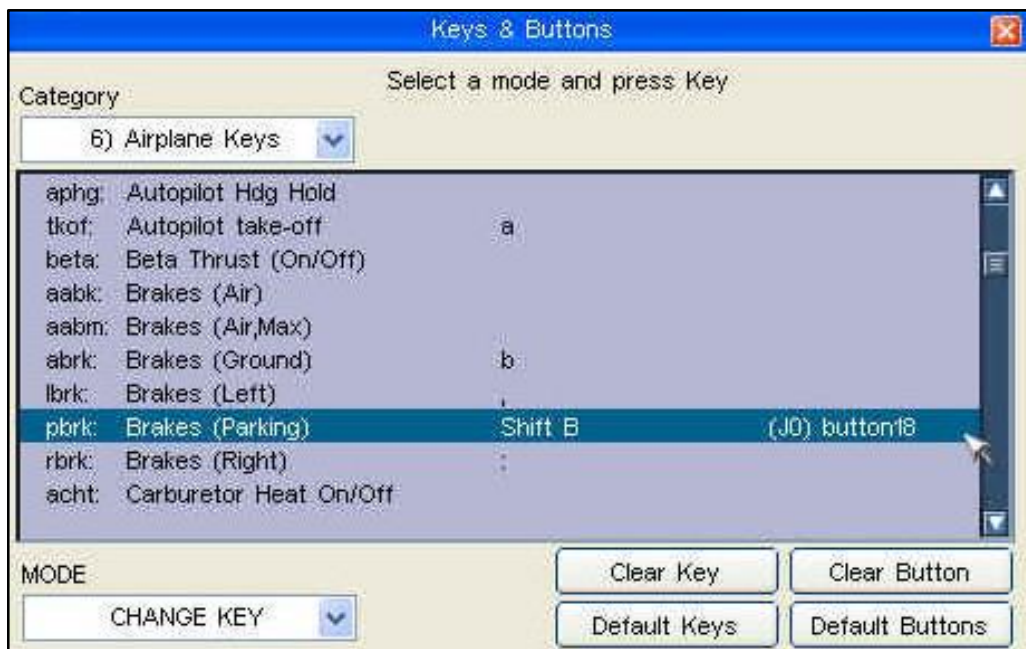 Keys & Buttons
Select a mode and press Key
Category
6) Airplane Keys
aphg: Autopilot Hdg Hold
tkof: Autopilot take-off a
beta: Beta Thrust (On/Off)
aabk: Brakes (Air)
aabm: Brakes (Air,Max)
abrk: Brakes (Ground) b
lbrk: Brakes (Left) ,
pbrk: Brakes (Parking) Shift B (J0) button18
rbrk: Brakes (Right) :
acht: Carburetor Heat On/Off
MODE
CHANGE KEY
Clear Key Clear Button
Default Keys Default Buttons